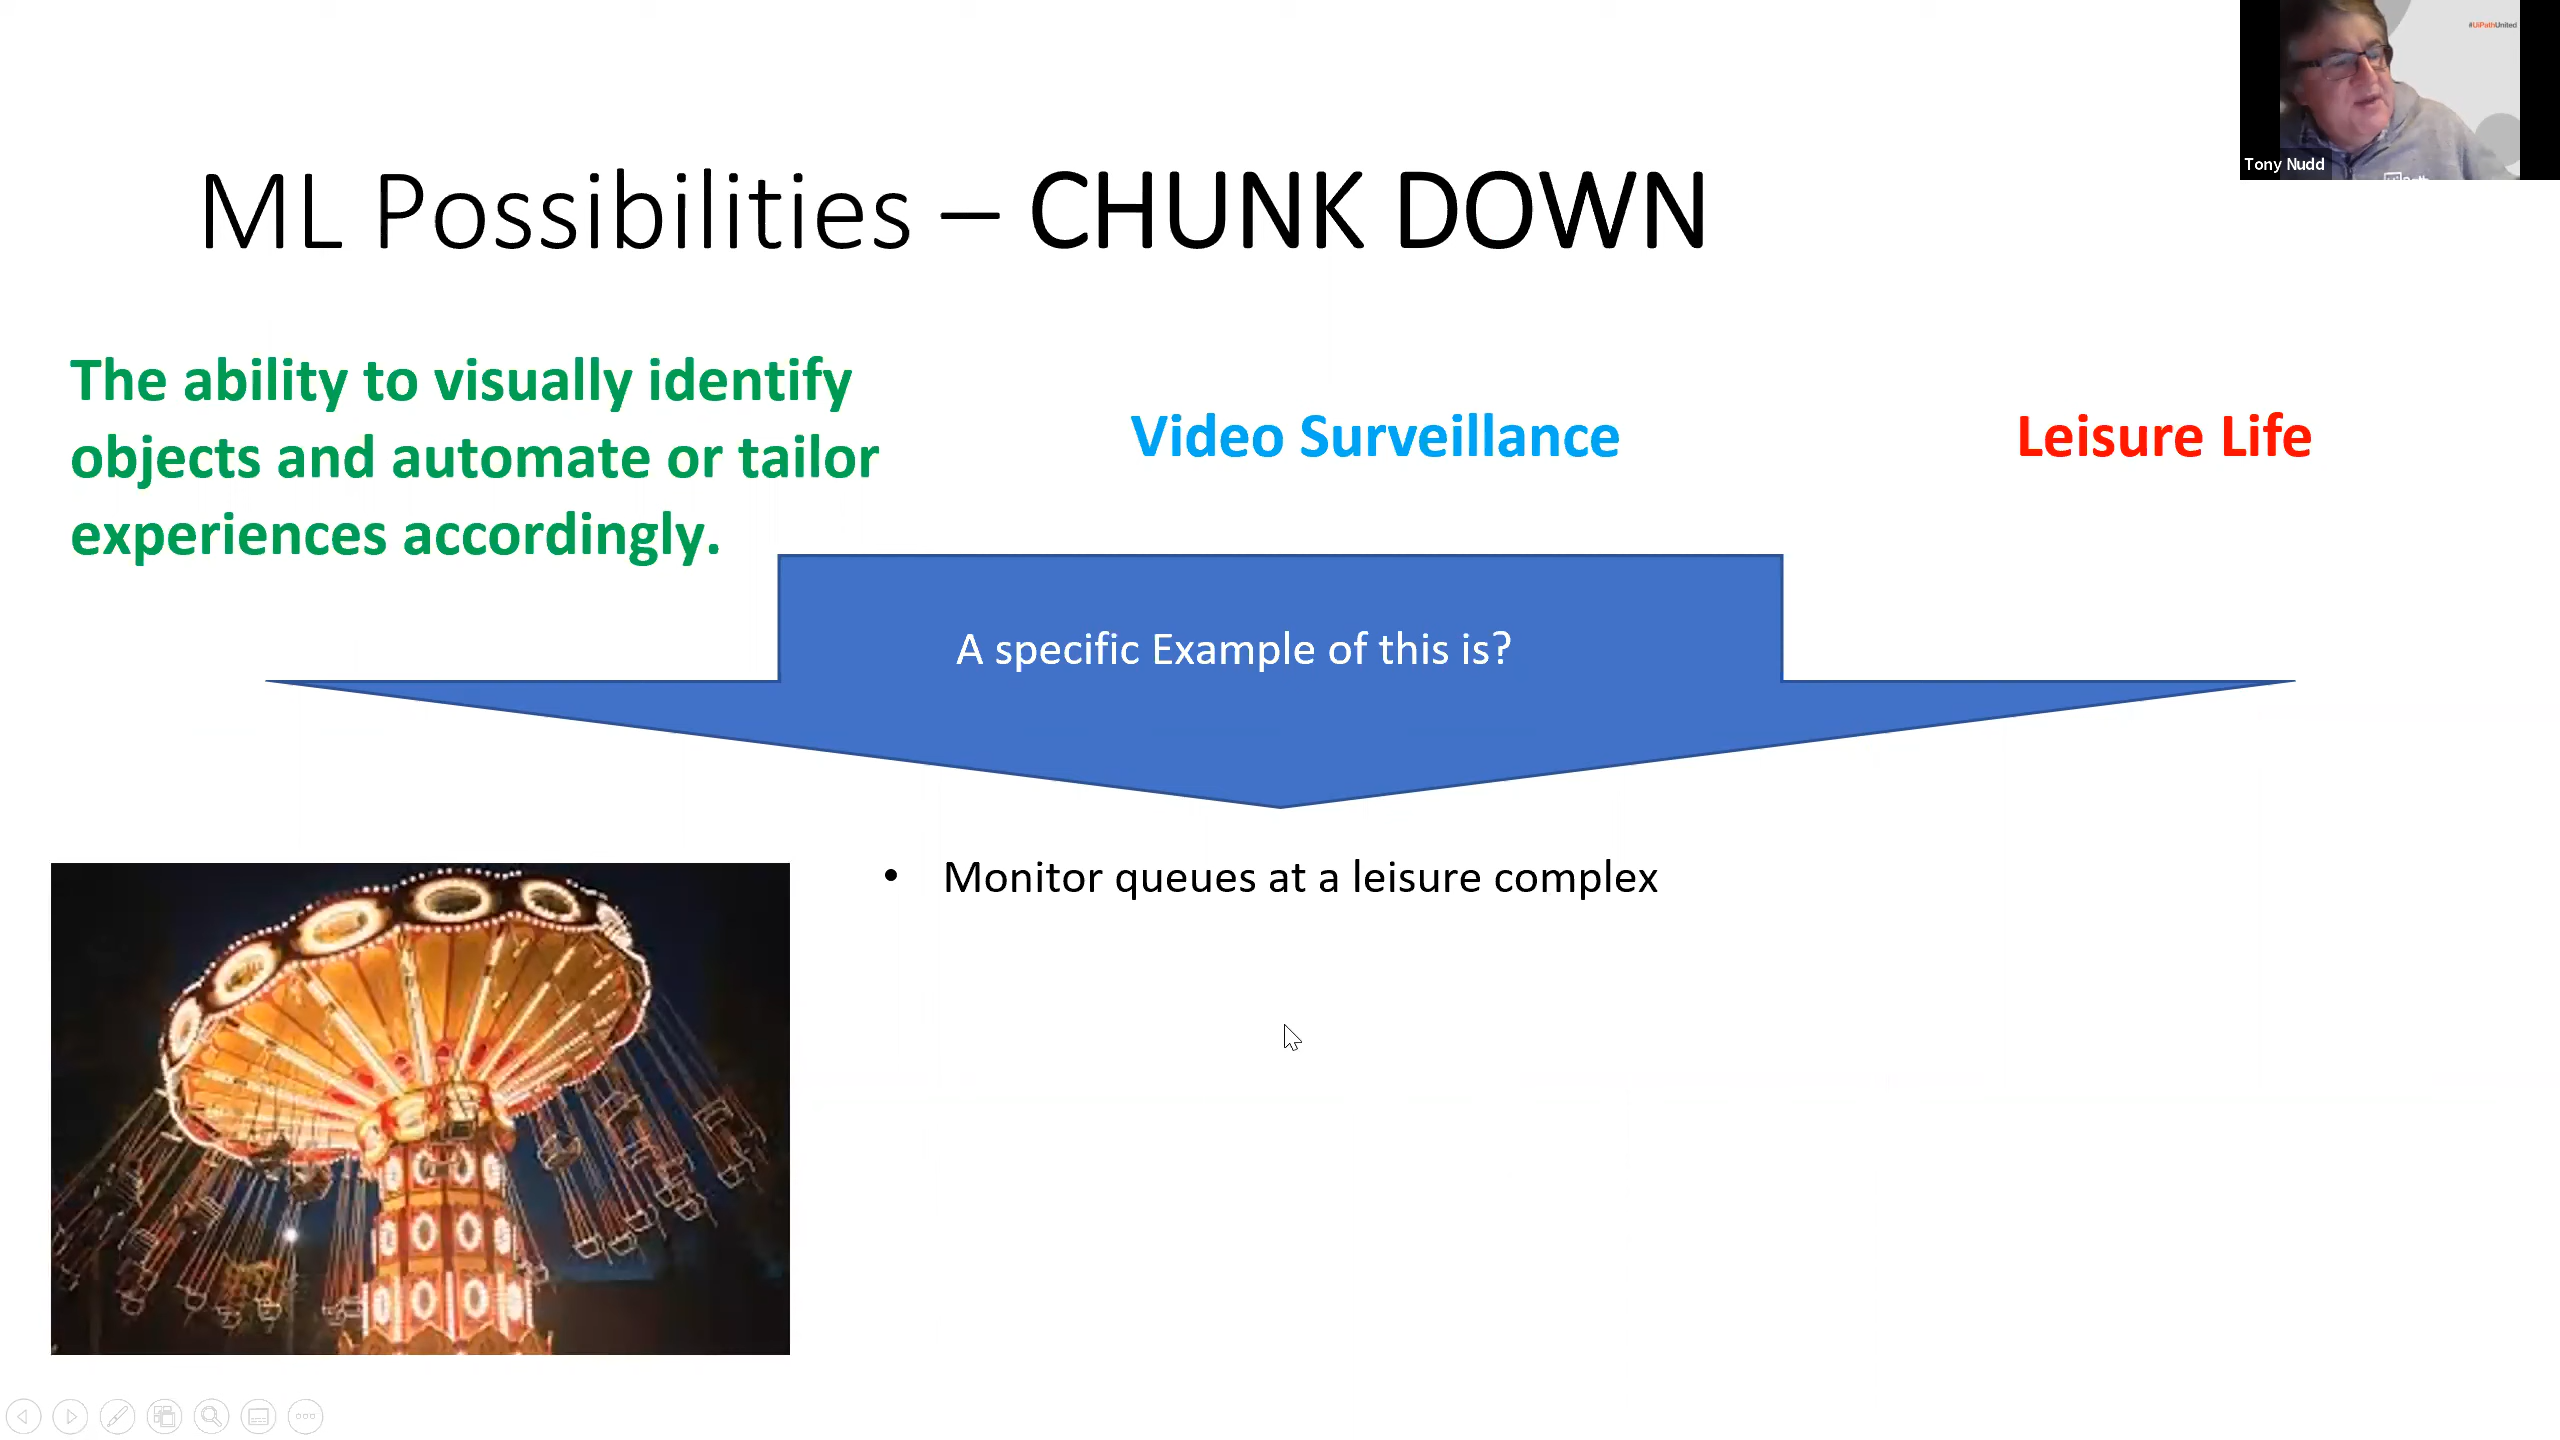 #UiPathUnited
Tony Nudd
ML Possibilities – CHUNK DOWN
The ability to visually identify
objects and automate or tailor
experiences accordingly.
Video Surveillance
Leisure Life
A specific Example of this is?
• Monitor queues at a leisure complex